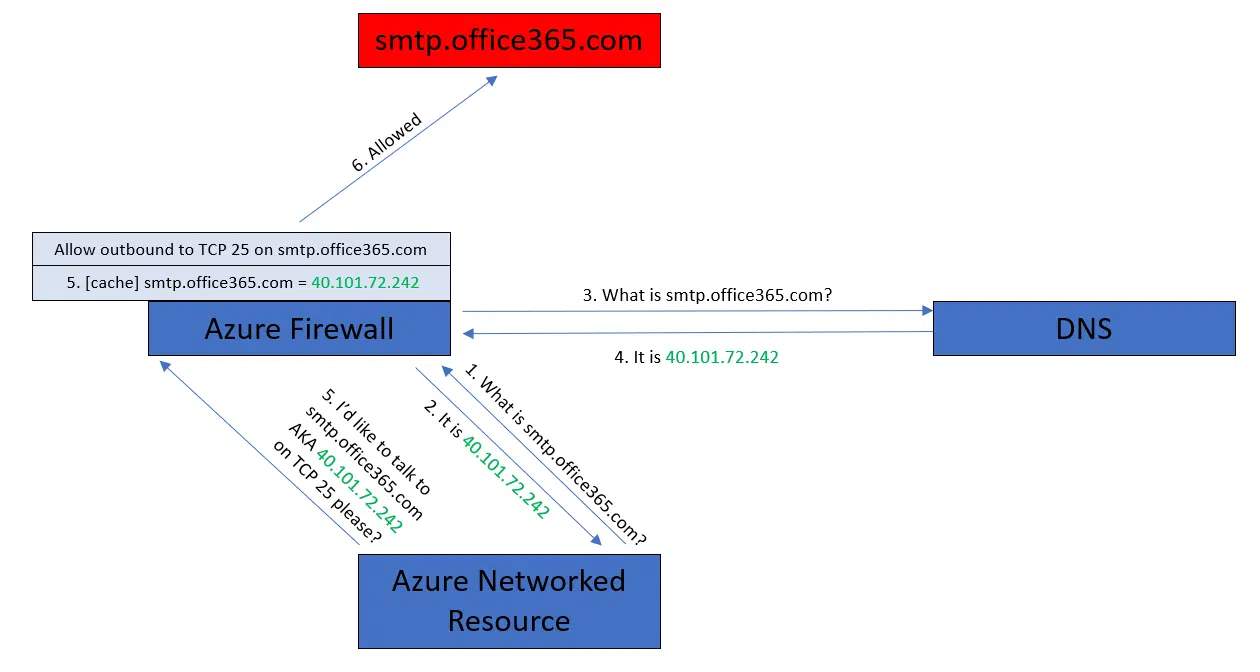 smtp.office365.com
6. Allowed
Allow outbound to TCP 25 on smtp.office365.com
5. [cache] smtp.office365.com = 40.101.72.242
Azure Firewall
3. What is smtp.office365.com?
4. It is 40.101.72.242
DNS
1. What is smtp.office365.com?
2. It is 40.101.72.242
5. I’d like to talk to
smtp.office365.com
AKA 40.101.72.242
on TCP 25 please?
Azure Networked
Resource